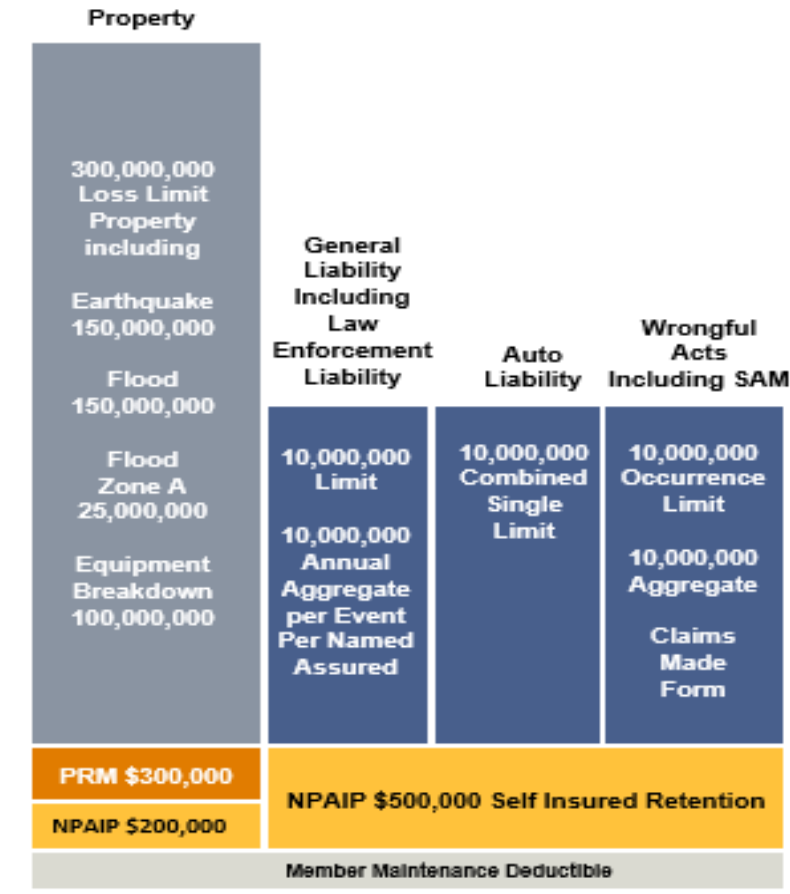 Property
300,000,000
Loss Limit
Property
including
Earthquake
150,000,000
Flood
150,000,000
Flood
Zone A
25,000,000
Equipment
Breakdown
100,000,000
General
Liability
Including
Law
Enforcement
Liability
10,000,000
Limit
10,000,000
Annual
Aggregate
per Event
Per Named
Assured
Auto
Liability
10,000,000
Combined
Single
Limit
Wrongful
Acts
Including SAM
10,000,000
Occurrence
Limit
10,000,000
Aggregate
Claims
Made
Form
PRM $300,000
NPAIP $200,000
NPAIP $500,000 Self Insured Retention
Member Maintenance Deductible